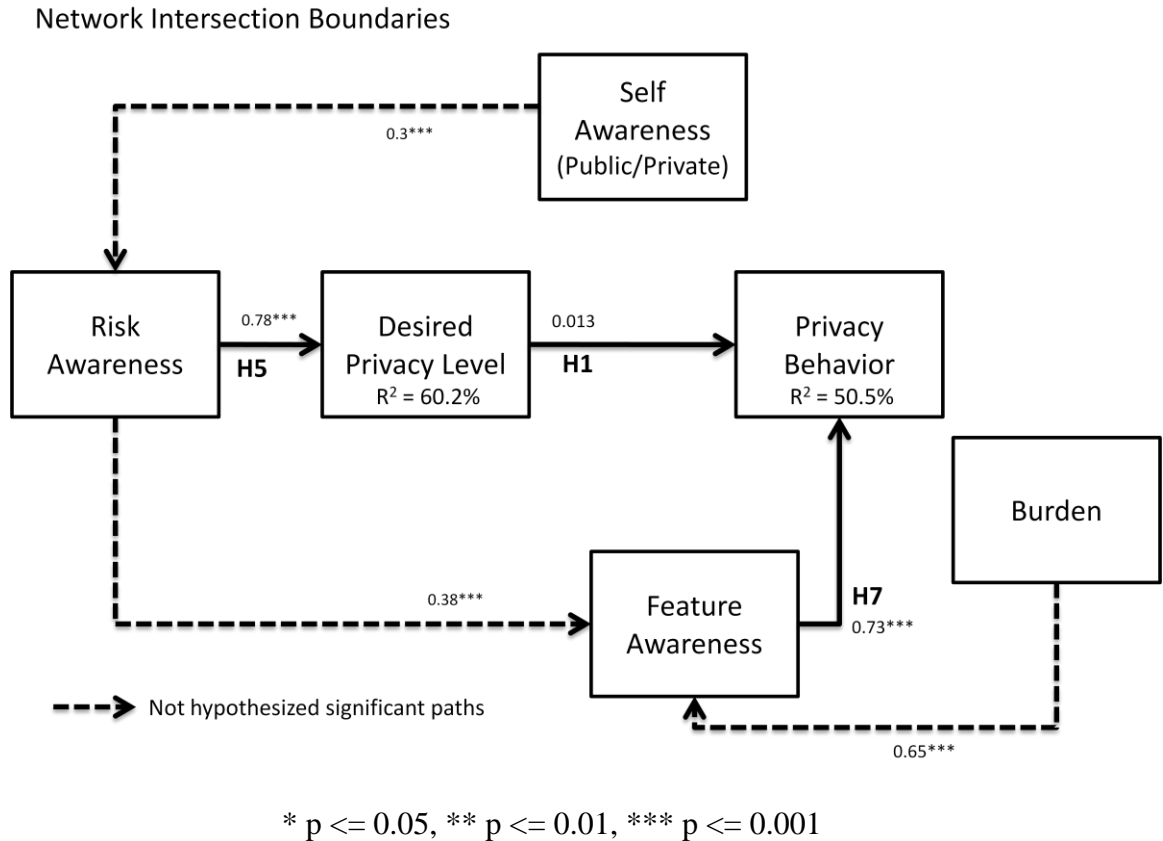 Network Intersection Boundaries
Self
Awareness
(Public/Private)
0.3***
Risk
Awareness
0.78***
H5
Desired
Privacy Level
R² = 60.2%
0.013
H1
Privacy
Behavior
R² = 50.5%
Burden
0.38***
Feature
Awareness
H7
0.73***
Not hypothesized significant paths
0.65***
* p <= 0.05, ** p <= 0.01, *** p <= 0.001